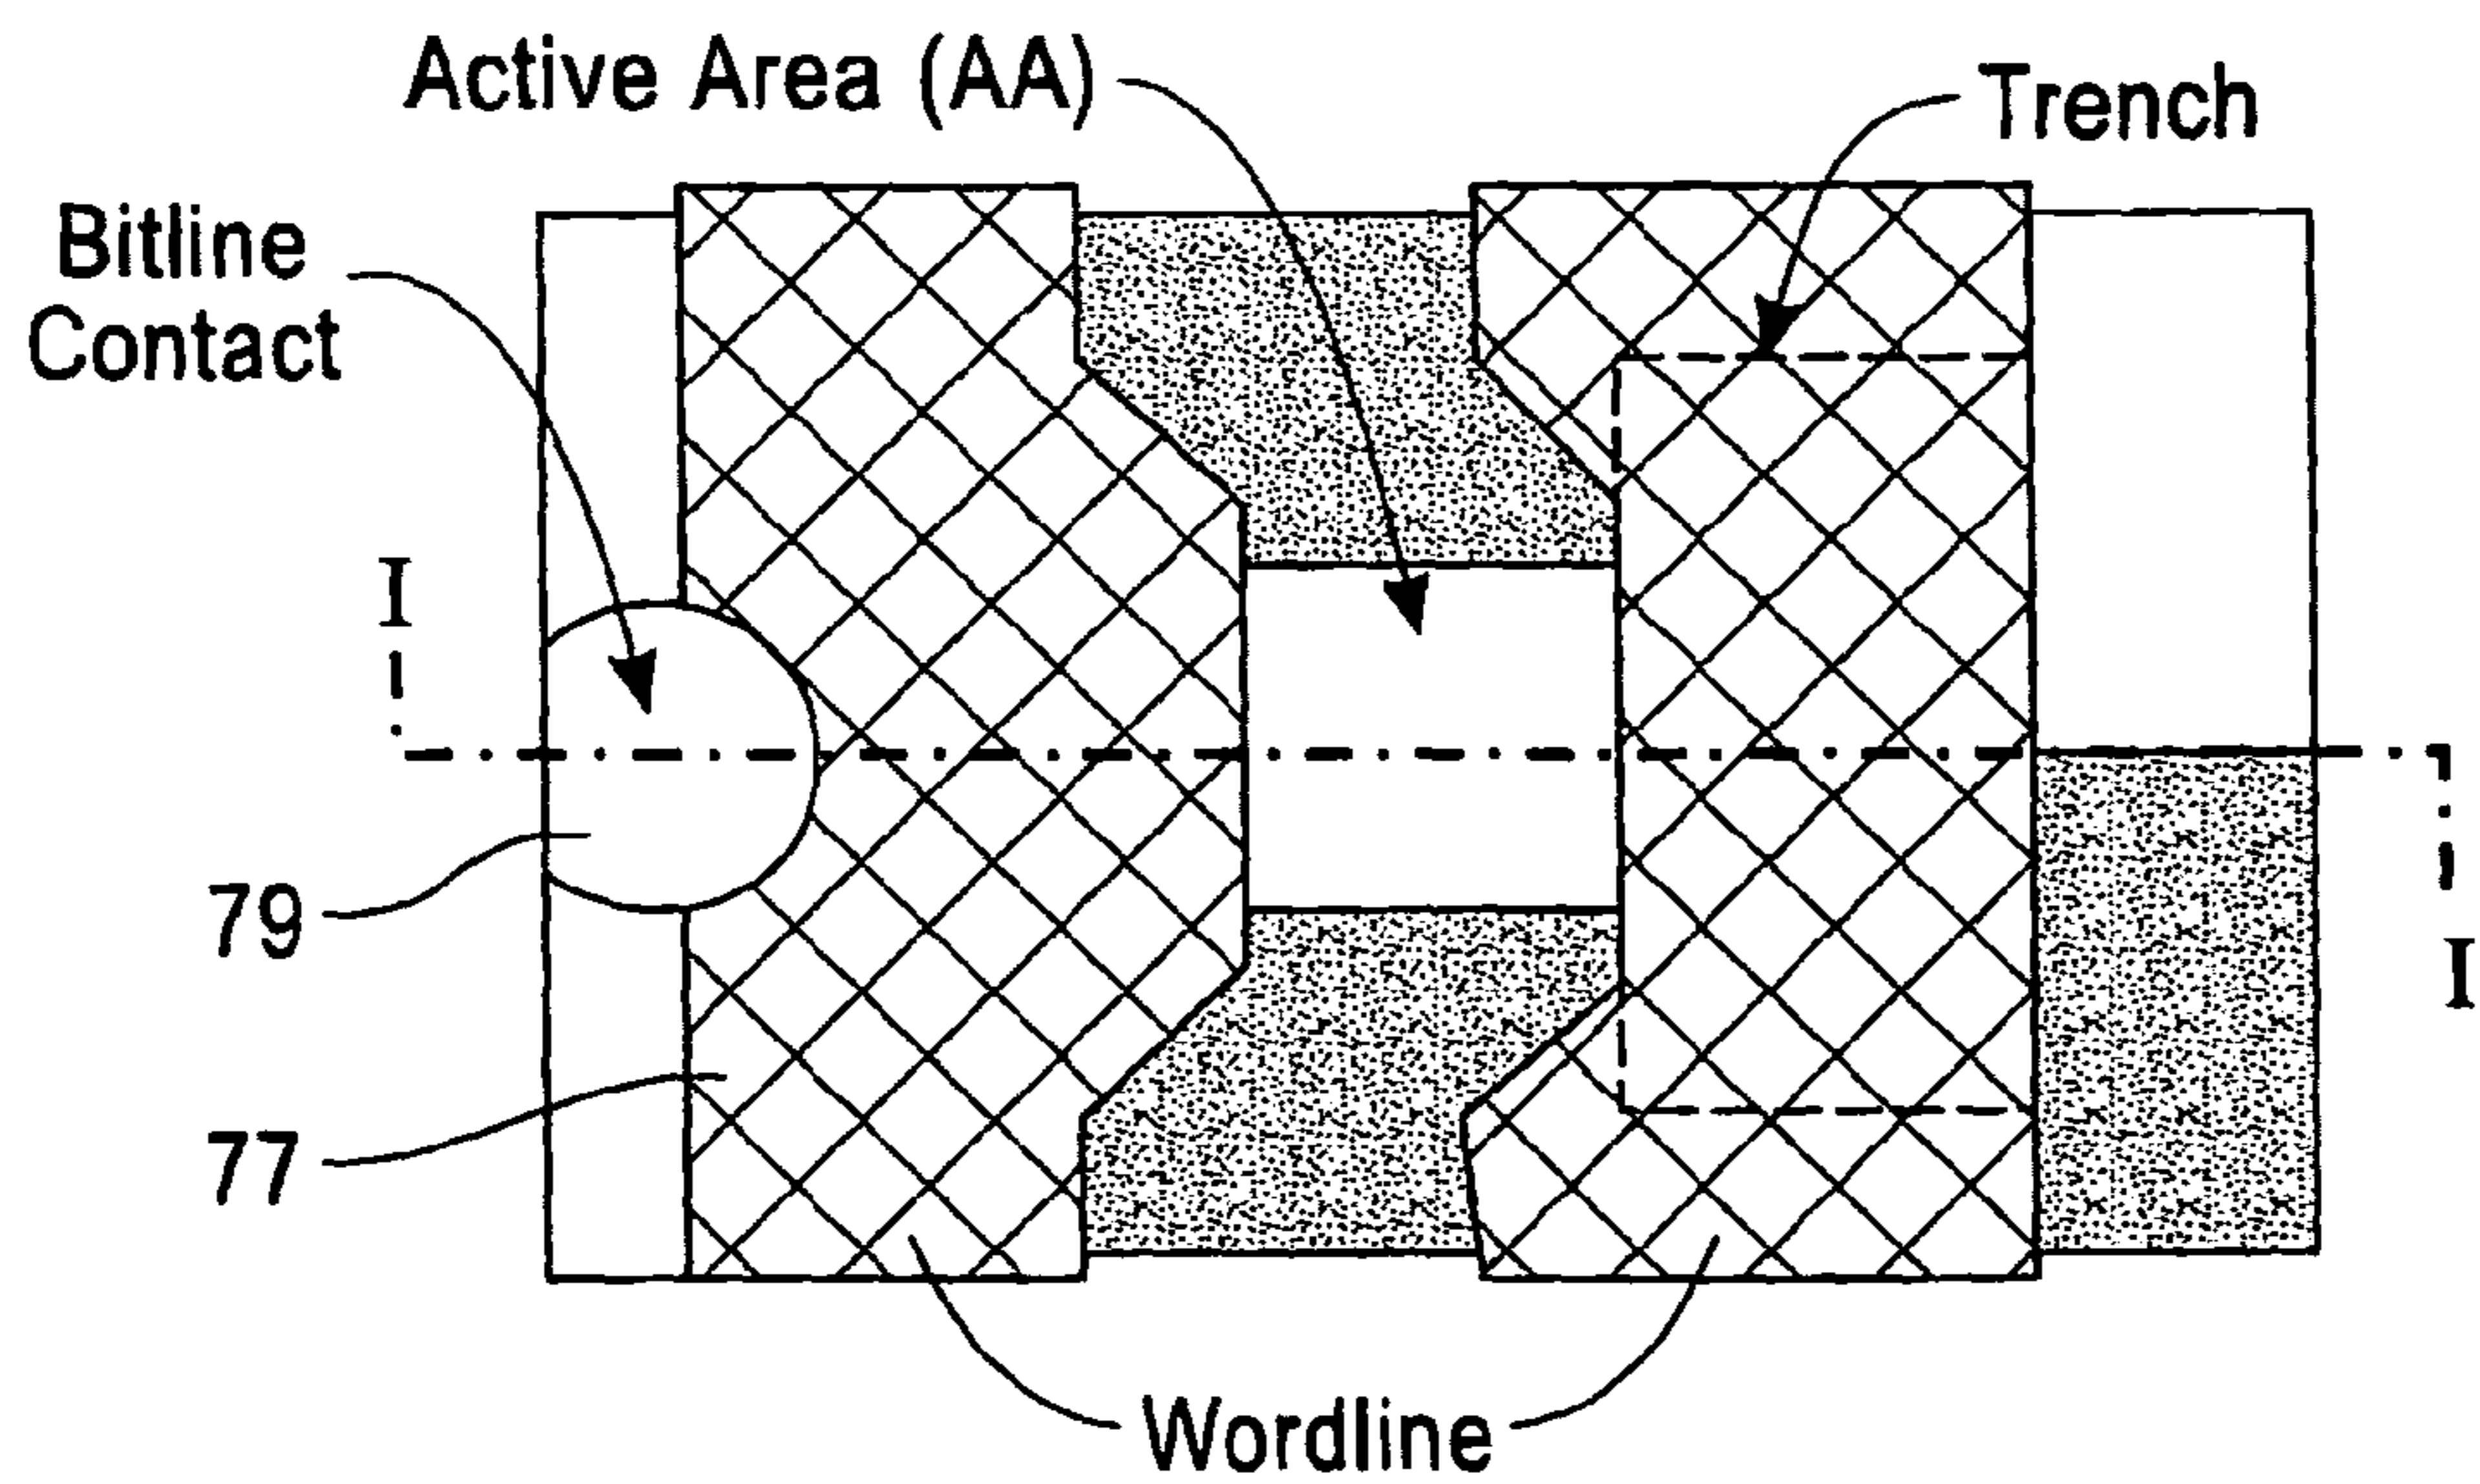 Active Area (AA)
Trench
Bitline
Contact
I
79
I
77
Wordline